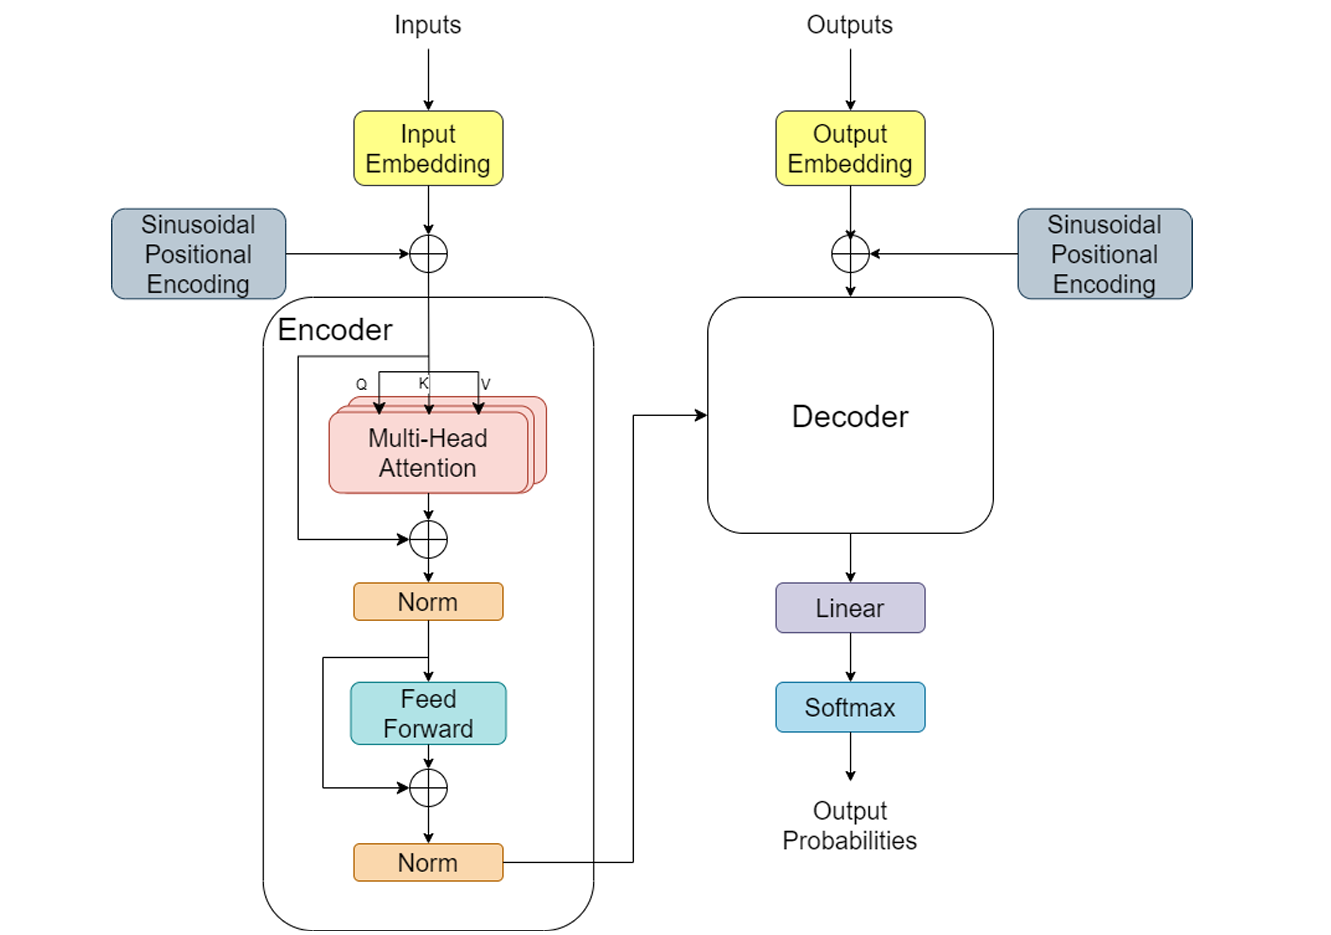 Inputs
Input
Embedding
Sinusoidal
Positional
Encoding
Encoder
Q
K
V
Multi-Head
Attention
Norm
Feed
Forward
Norm
Outputs
Output
Embedding
Sinusoidal
Positional
Encoding
Decoder
Linear
Softmax
Output
Probabilities